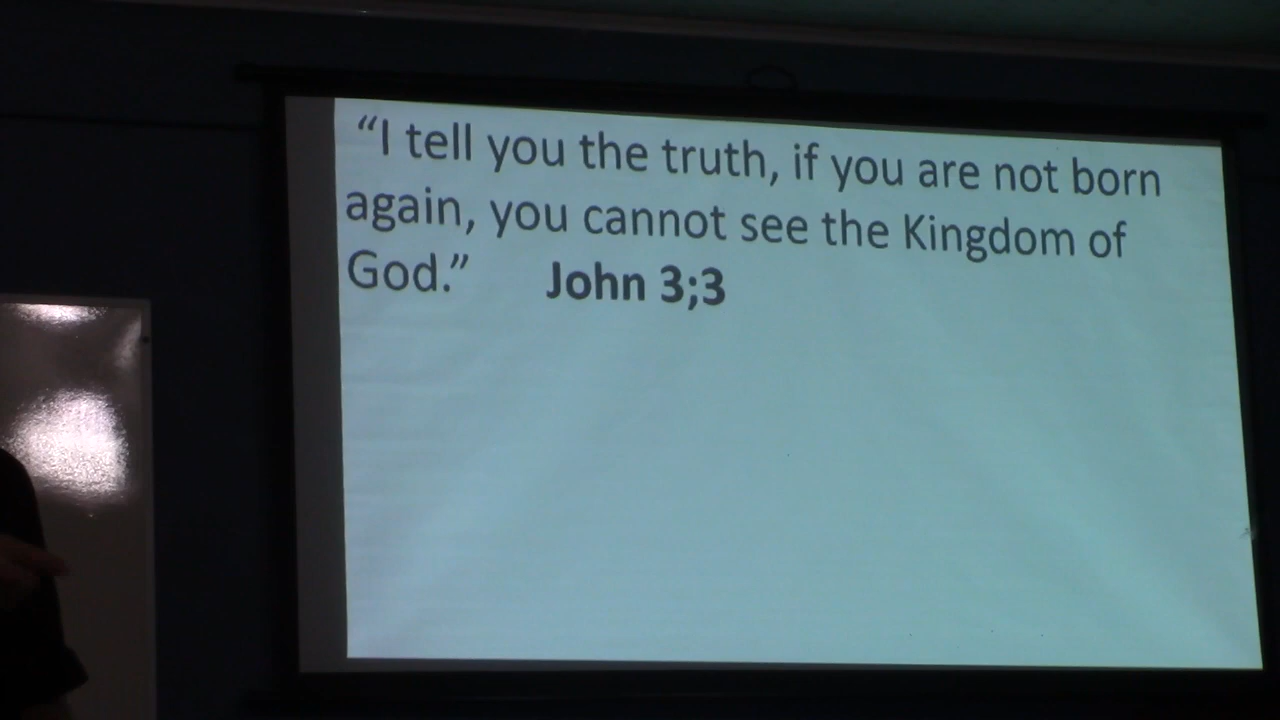 “I tell you the truth, if you are not born
again, you cannot see the Kingdom of
God.” John 3;3